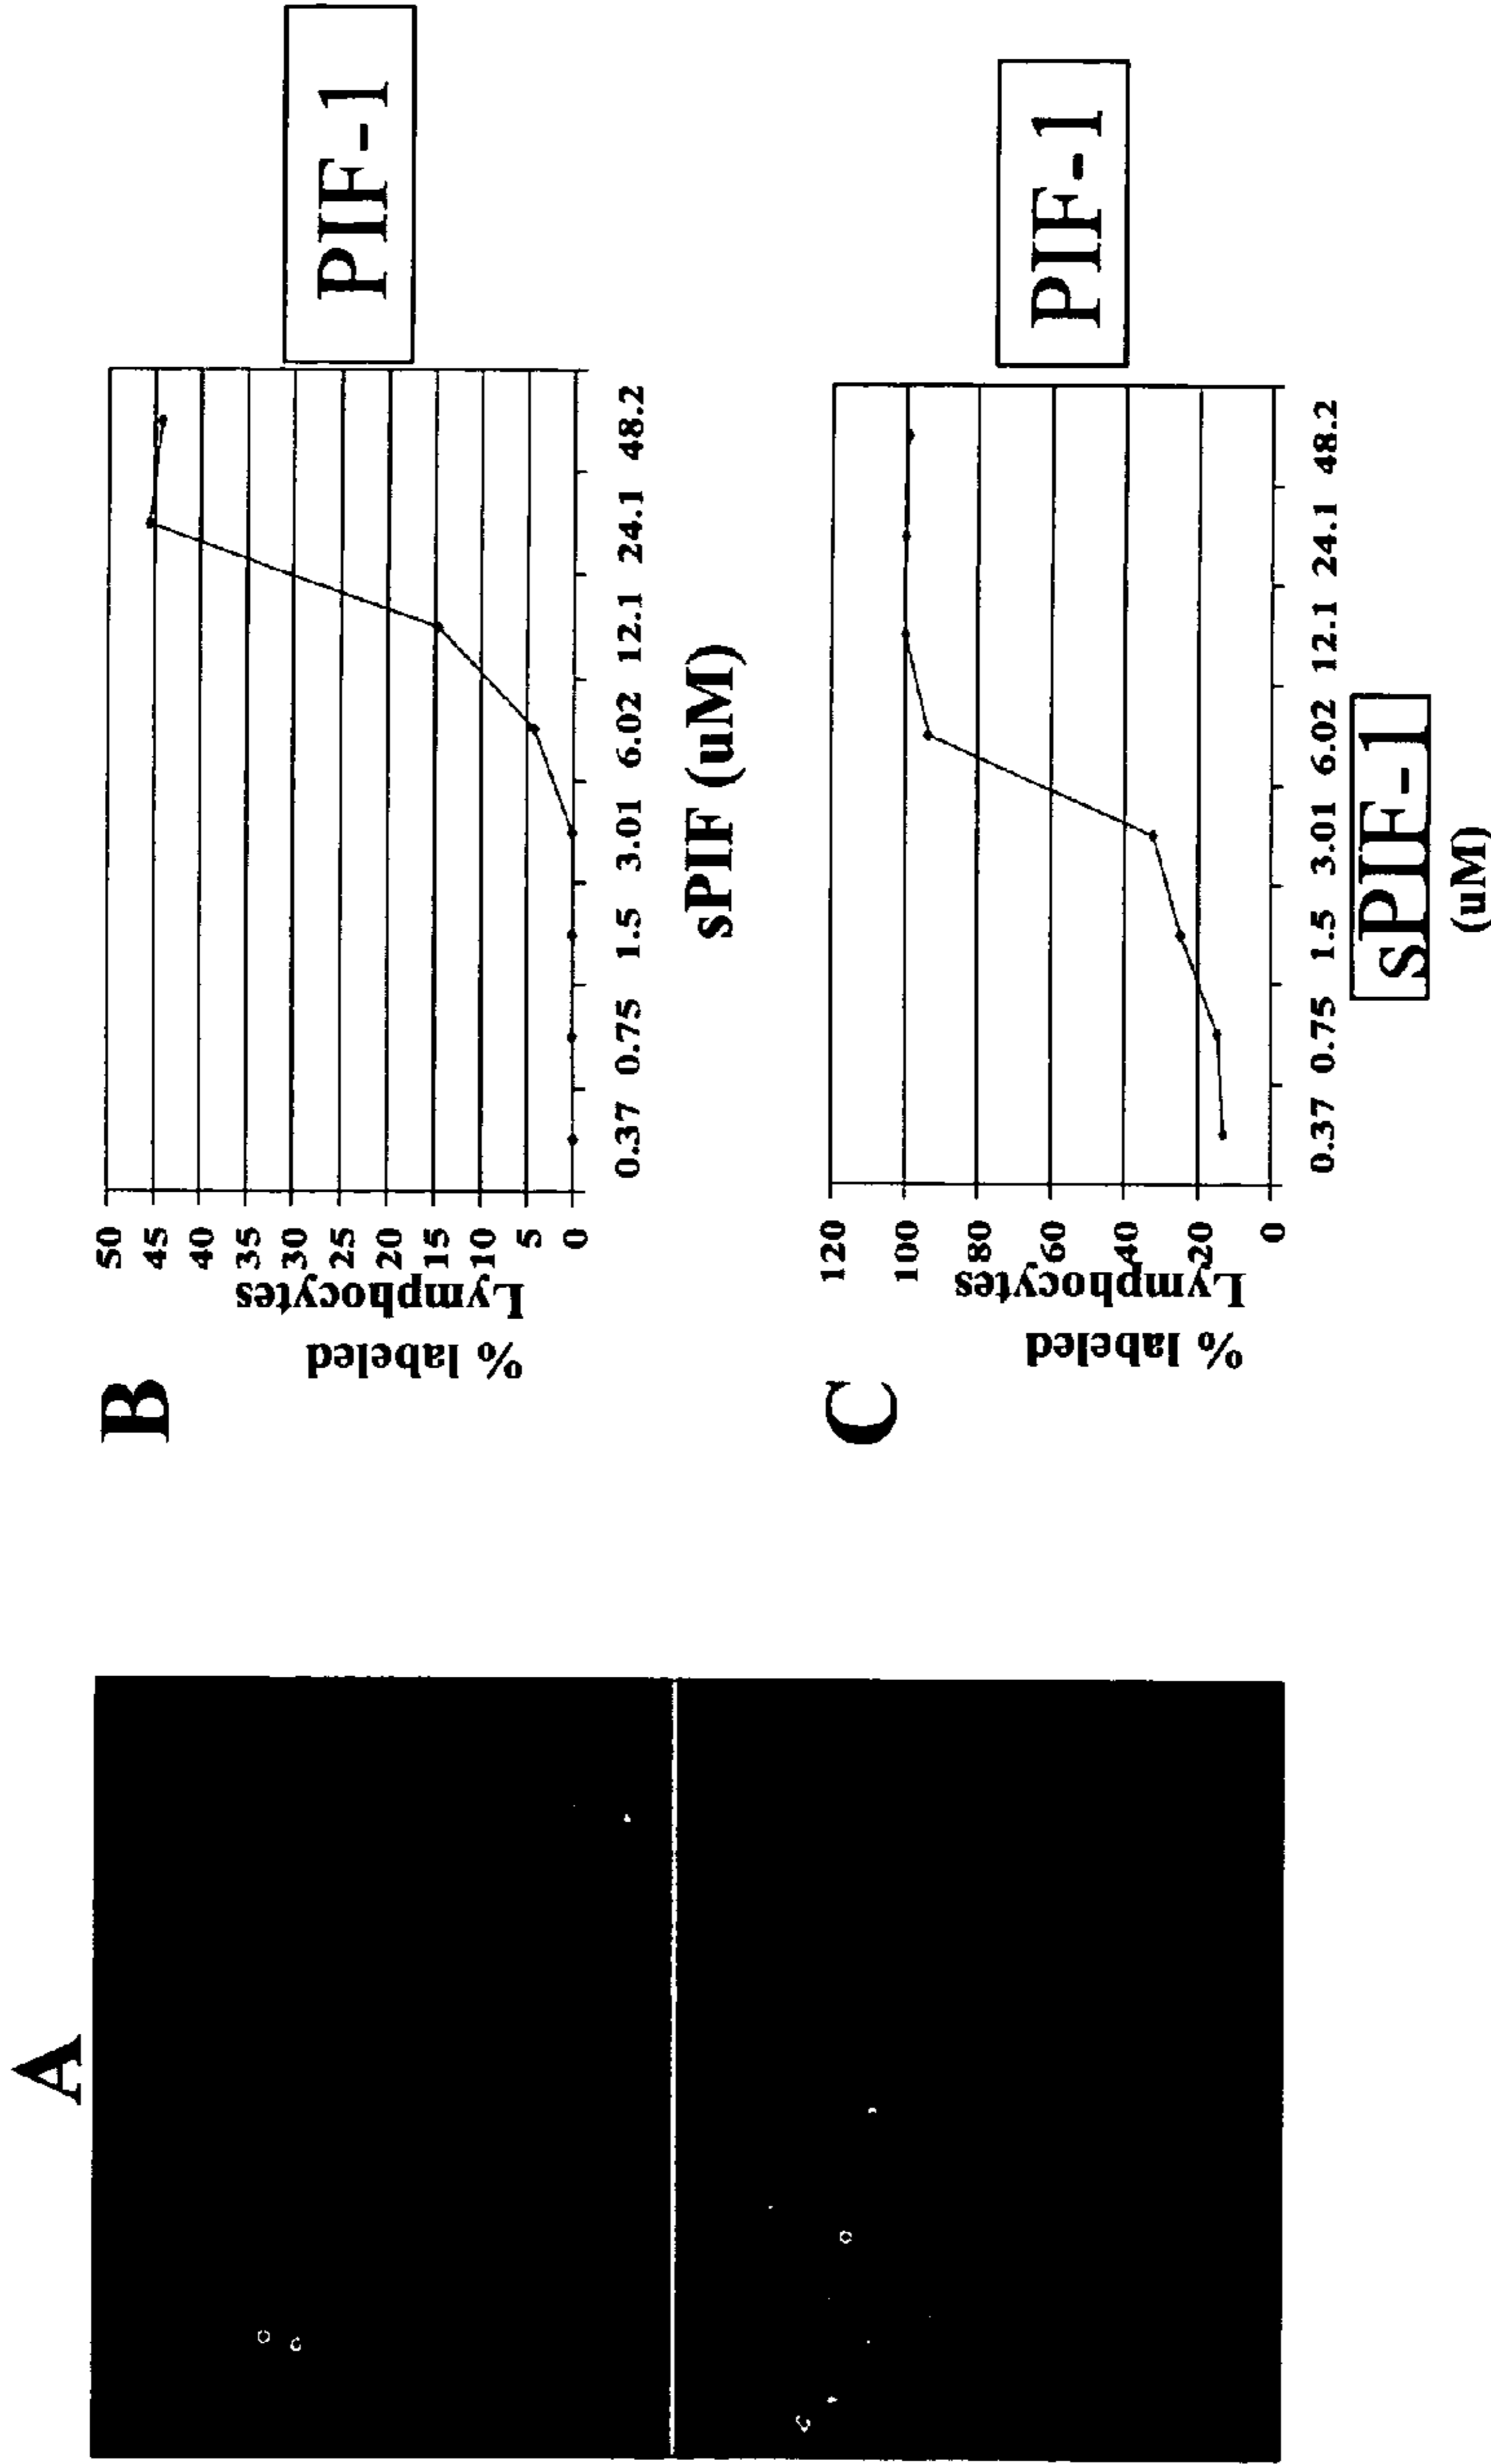 A
B
% labeled
Lymphocytes
50
45
40
35
30
25
20
15
10
5
0
0.37 0.75 1.5 3.01 6.02 12.1 24.1 48.2
sPIF (uM)
PIF-1
C
% labeled
Lymphocytes
120
100
80
60
40
20
0
0.37 0.75 1.5 3.01 6.02 12.1 24.1 48.2
sPIF-1
(uM)
PIF-1